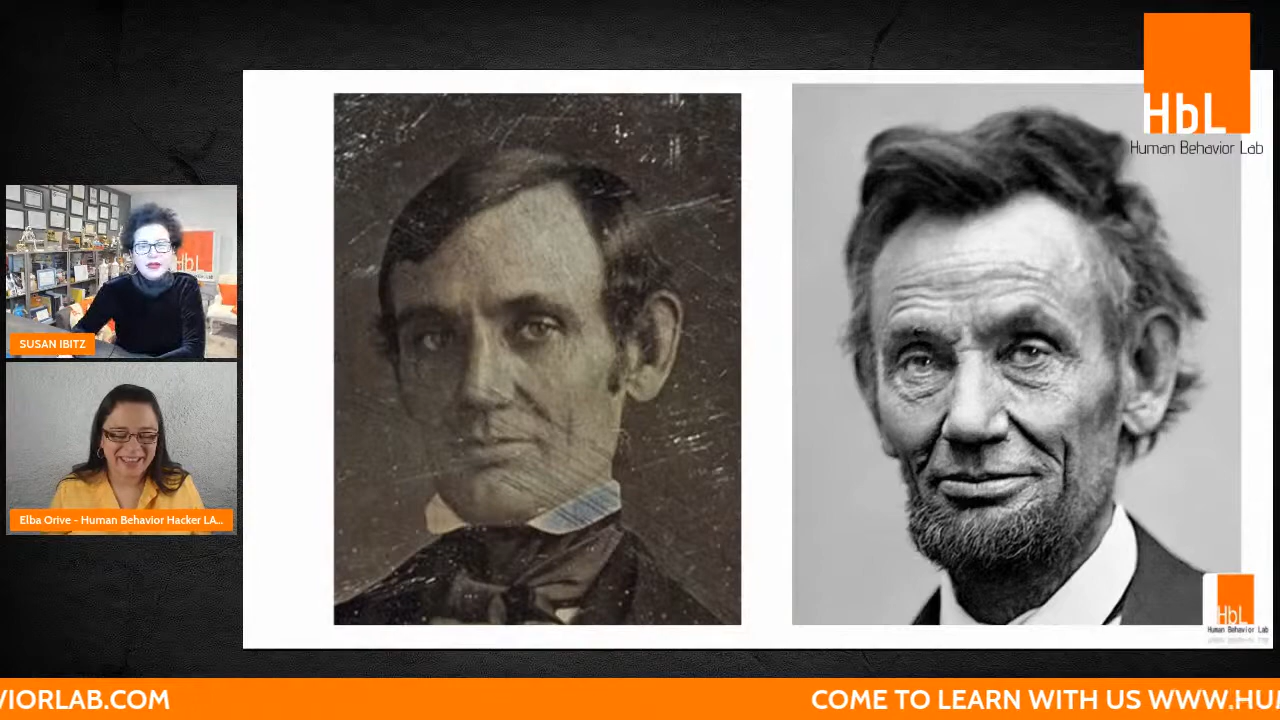 HbL
Human Behavior Lab
HbL
SUSAN IBITZ
Elba Orive - Human Behavior Hacker LA...
HbL
Human Behavior Lab
VIORLAB.COM
COME TO LEARN WITH US WWW.HU